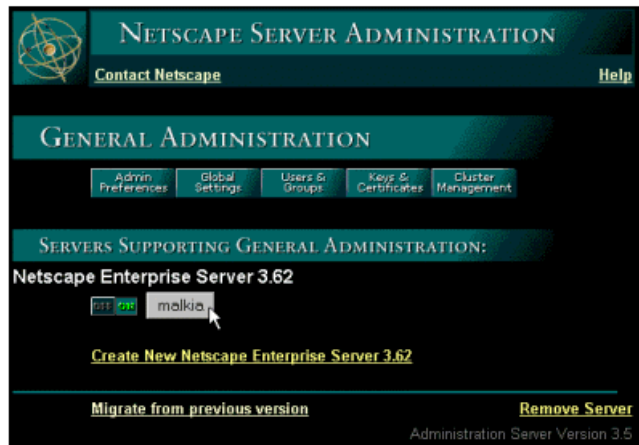 NETSCAPE SERVER ADMINISTRATION
Contact Netscape Help
GENERAL ADMINISTRATION
Admin Preferences Global Settings Users & Groups Keys & Certificates Cluster Management
SERVERS SUPPORTING GENERAL ADMINISTRATION:
Netscape Enterprise Server 3.62
OFF ON malkia
Create New Netscape Enterprise Server 3.62
Migrate from previous version Remove Server
Administration Server Version 3.5